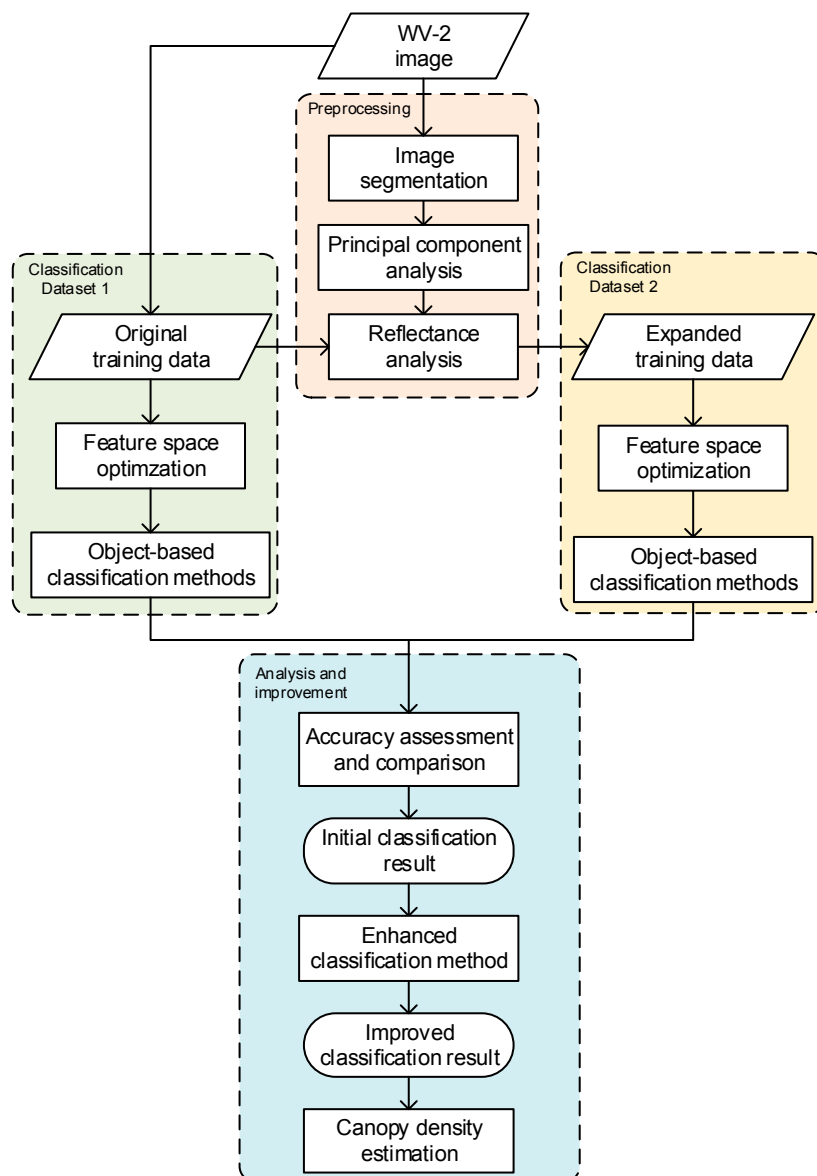 WV-2
image
Preprocessing
Image
segmentation
Principal component
analysis
Classification
Dataset 1
Classification
Dataset 2
Original
training data
Reflectance
analysis
Expanded
training data
Feature space
optimzation
Feature space
optimization
Object-based
classification methods
Object-based
classification methods
Analysis and
improvement
Accuracy assessment
and comparison
Initial classification
result
Enhanced
classification method
Improved
classification result
Canopy density
estimation